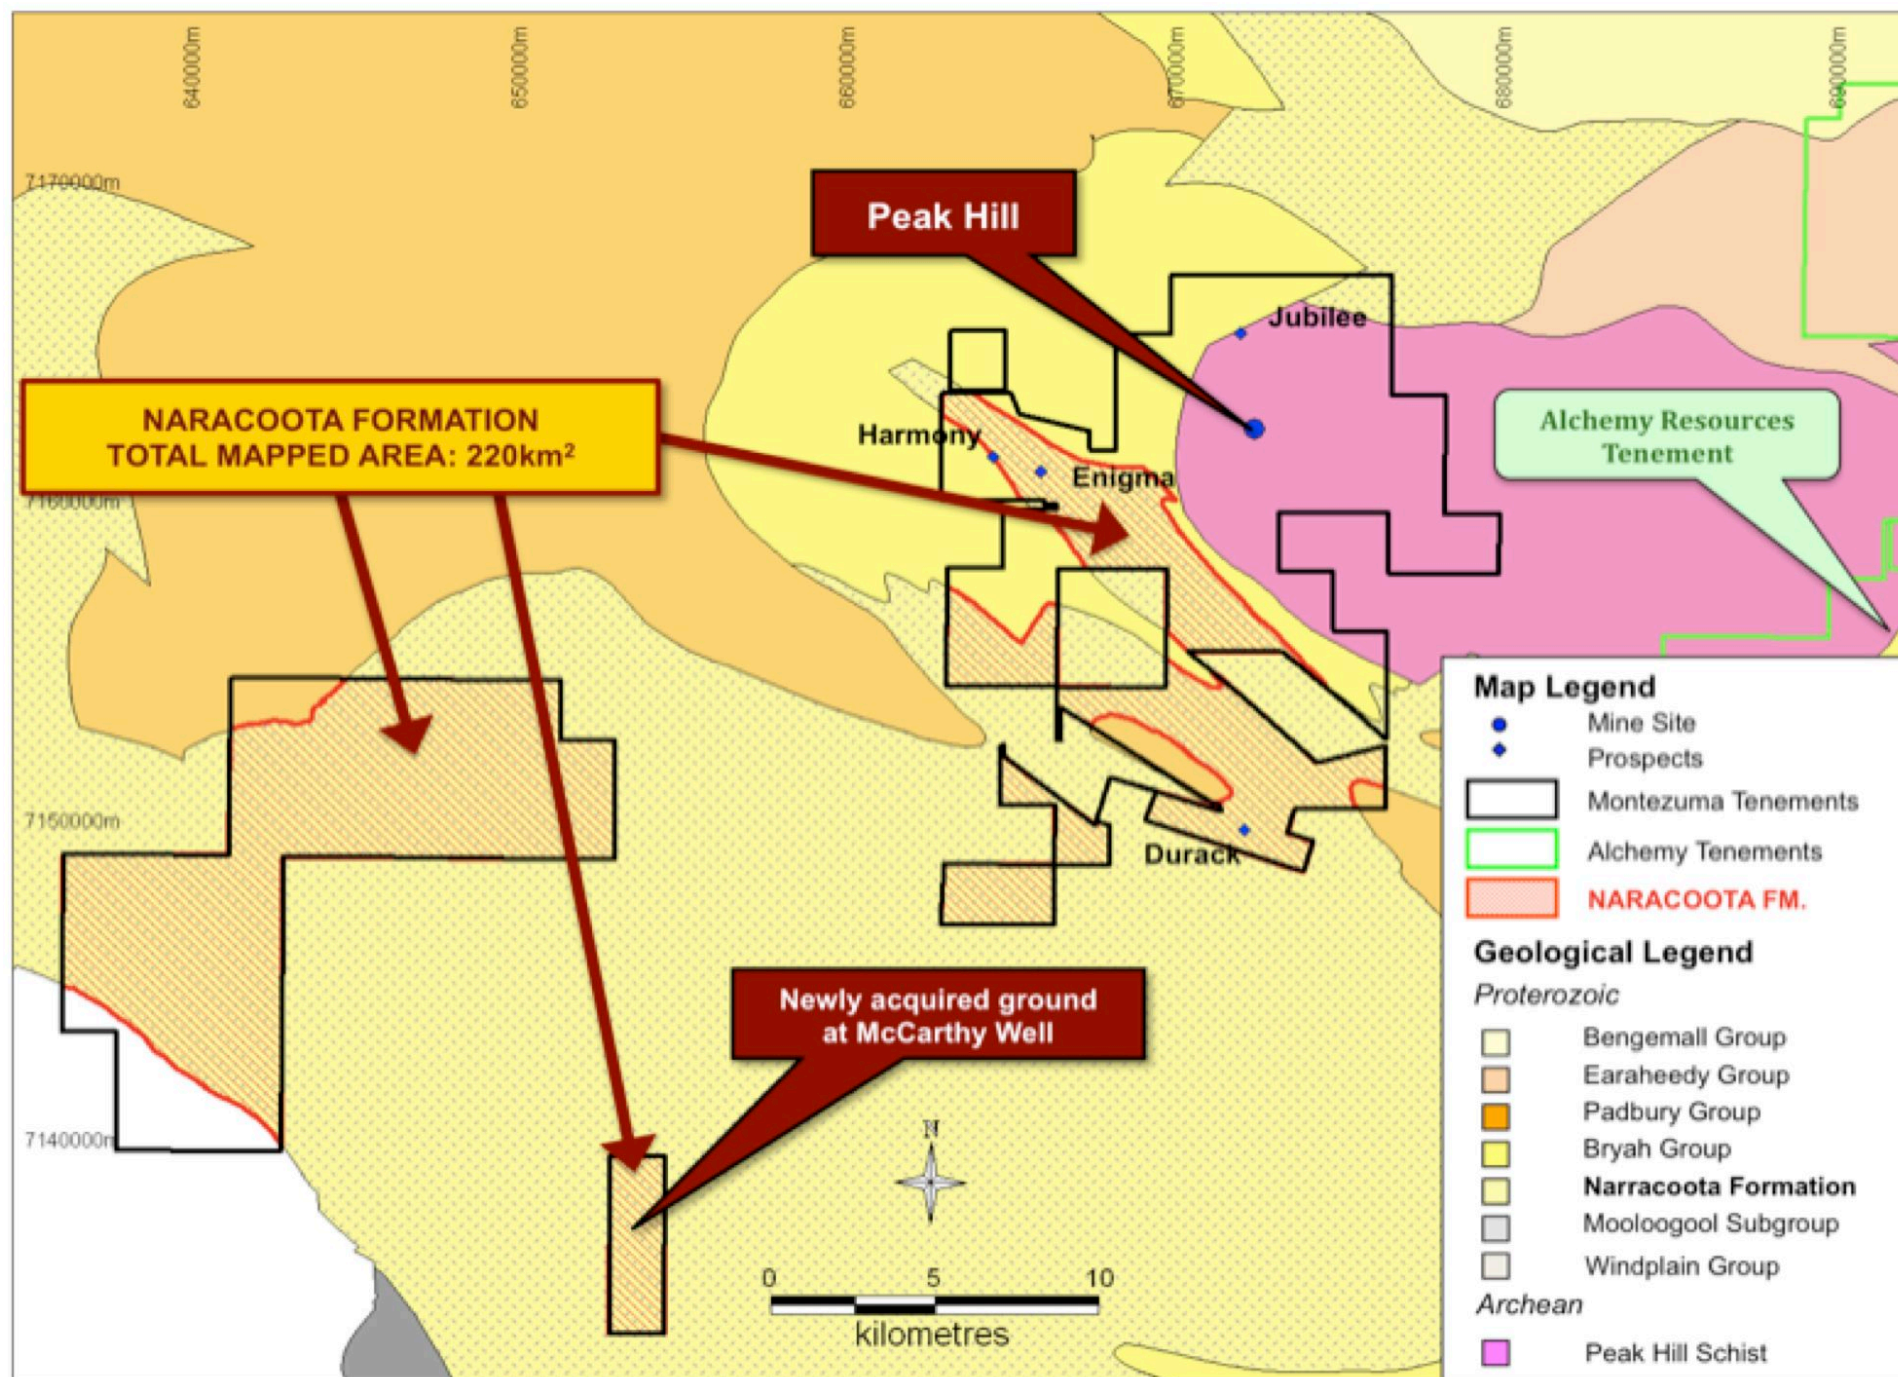 640000m
650000m
660000m
670000m
680000m
690000m
7170000m
Peak Hill
Jubilee
NARACOOTA FORMATION
TOTAL MAPPED AREA: 220km²
Harmony
Enigma
Alchemy Resources
Tenement
7160000m
7150000m
Durack
Newly acquired ground
at McCarthy Well
7140000m
N
0 5 10
kilometres
Map Legend
Mine Site
Prospects
Montezuma Tenements
Alchemy Tenements
NARACOOTA FM.
Geological Legend
Proterozoic
Bengemall Group
Earaheedy Group
Padbury Group
Bryah Group
Narracoota Formation
Mooloogool Subgroup
Windplain Group
Archean
Peak Hill Schist